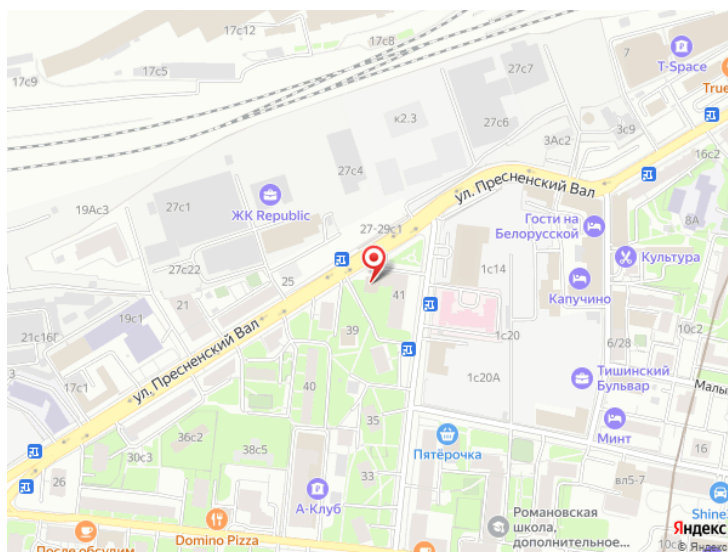 17с12
17с8
17с9
17с5
27с7
7
T-Space
True
к2.3
27с6
3Ас2
3с9
16с2
27с4
ул. Пресненский Вал
27с1
ЖК Republic
19Ас3
Гости на
Белорусской
8А
27-29с1
Культура
27с22
25
1с14
Капучино
21
41
21с16Г
19с1
39
1с20
10с2
6/28
ул. Пресненский Вал
17с1
40
1с20А
Тишинский
Бульвар
Малы
35
Минт
36с2
38с5
Пятёрочка
30с3
16
26
33
вл5-7
А-Клуб
Романовская
школа,
дополнительное...
Shine
Domino Pizza
После обсудим
Яндекс
© Яндекс